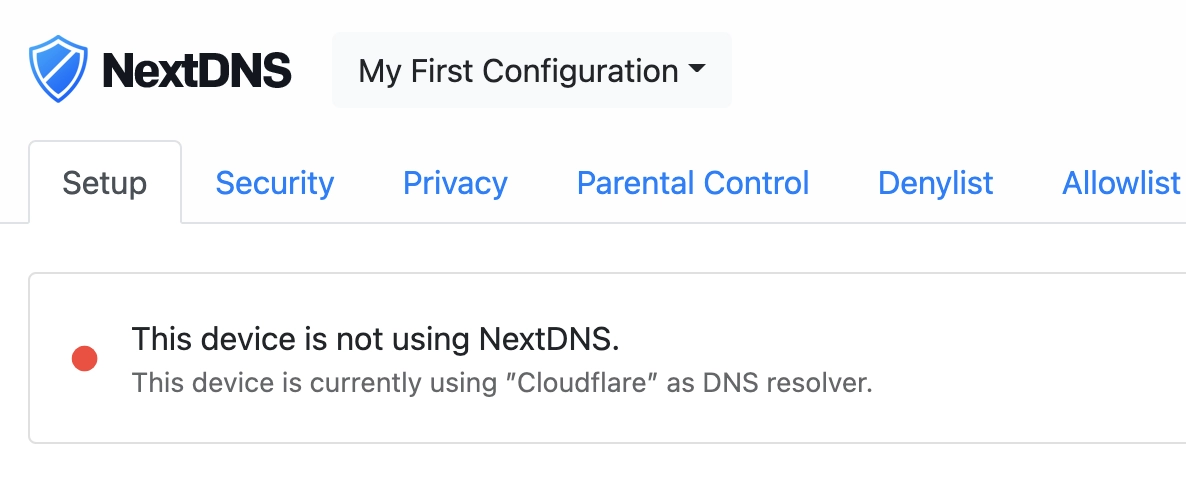 NextDNS
My First Configuration
Setup Security Privacy Parental Control Denylist Allowlist
This device is not using NextDNS.
This device is currently using "Cloudflare" as DNS resolver.